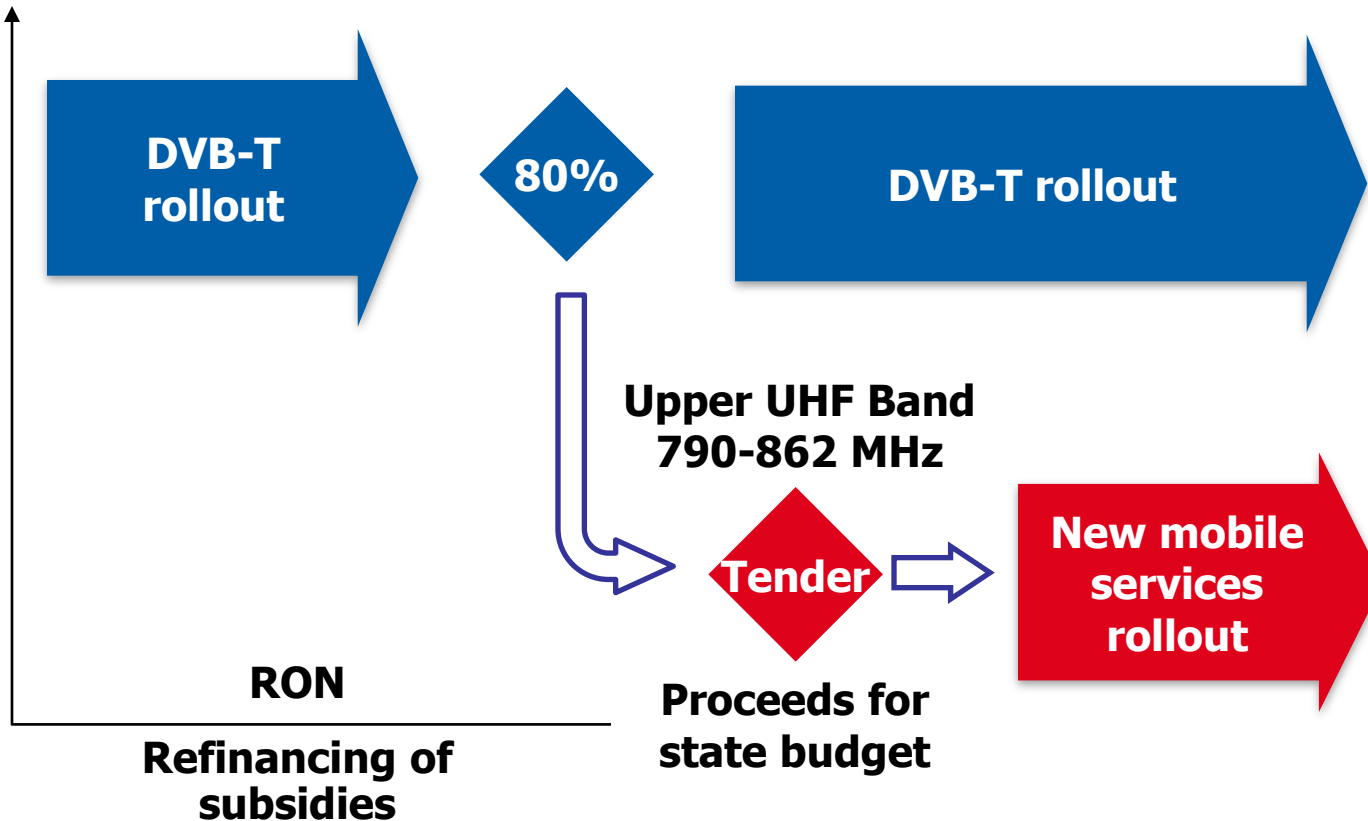 DVB-T
rollout
80%
DVB-T rollout
Upper UHF Band
790-862 MHz
Tender
New mobile
services
rollout
RON
Proceeds for
state budget
Refinancing of
subsidies